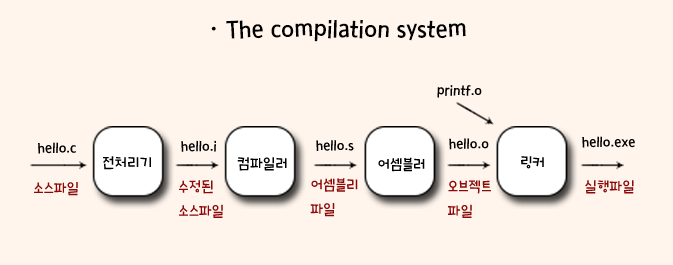 · The compilation system
printf.o
hello.c
전처리기
hello.i
컴파일러
hello.s
어셈블러
hello.o
링커
hello.exe
소스파일
수정된
소스파일
어셈블리
파일
오브젝트
파일
실행파일